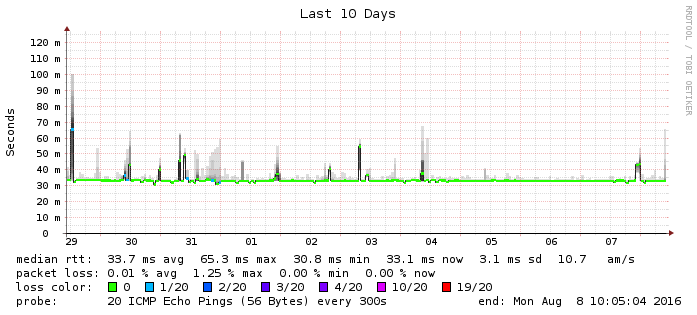 Last 10 Days
RRDTOOL / TOBI OETIKER
Seconds
120 m
110 m
100 m
90 m
80 m
70 m
60 m
50 m
40 m
30 m
20 m
10 m
0
29 30 31 01 02 03 04 05 06 07
median rtt: 33.7 ms avg 65.3 ms max 30.8 ms min 33.1 ms now 3.1 ms sd 10.7 am/s
packet loss: 0.01 % avg 1.25 % max 0.00 % min 0.00 % now
loss color: 0 1/20 2/20 3/20 4/20 10/20 19/20
probe: 20 ICMP Echo Pings (56 Bytes) every 300s end: Mon Aug 8 10:05:04 2016